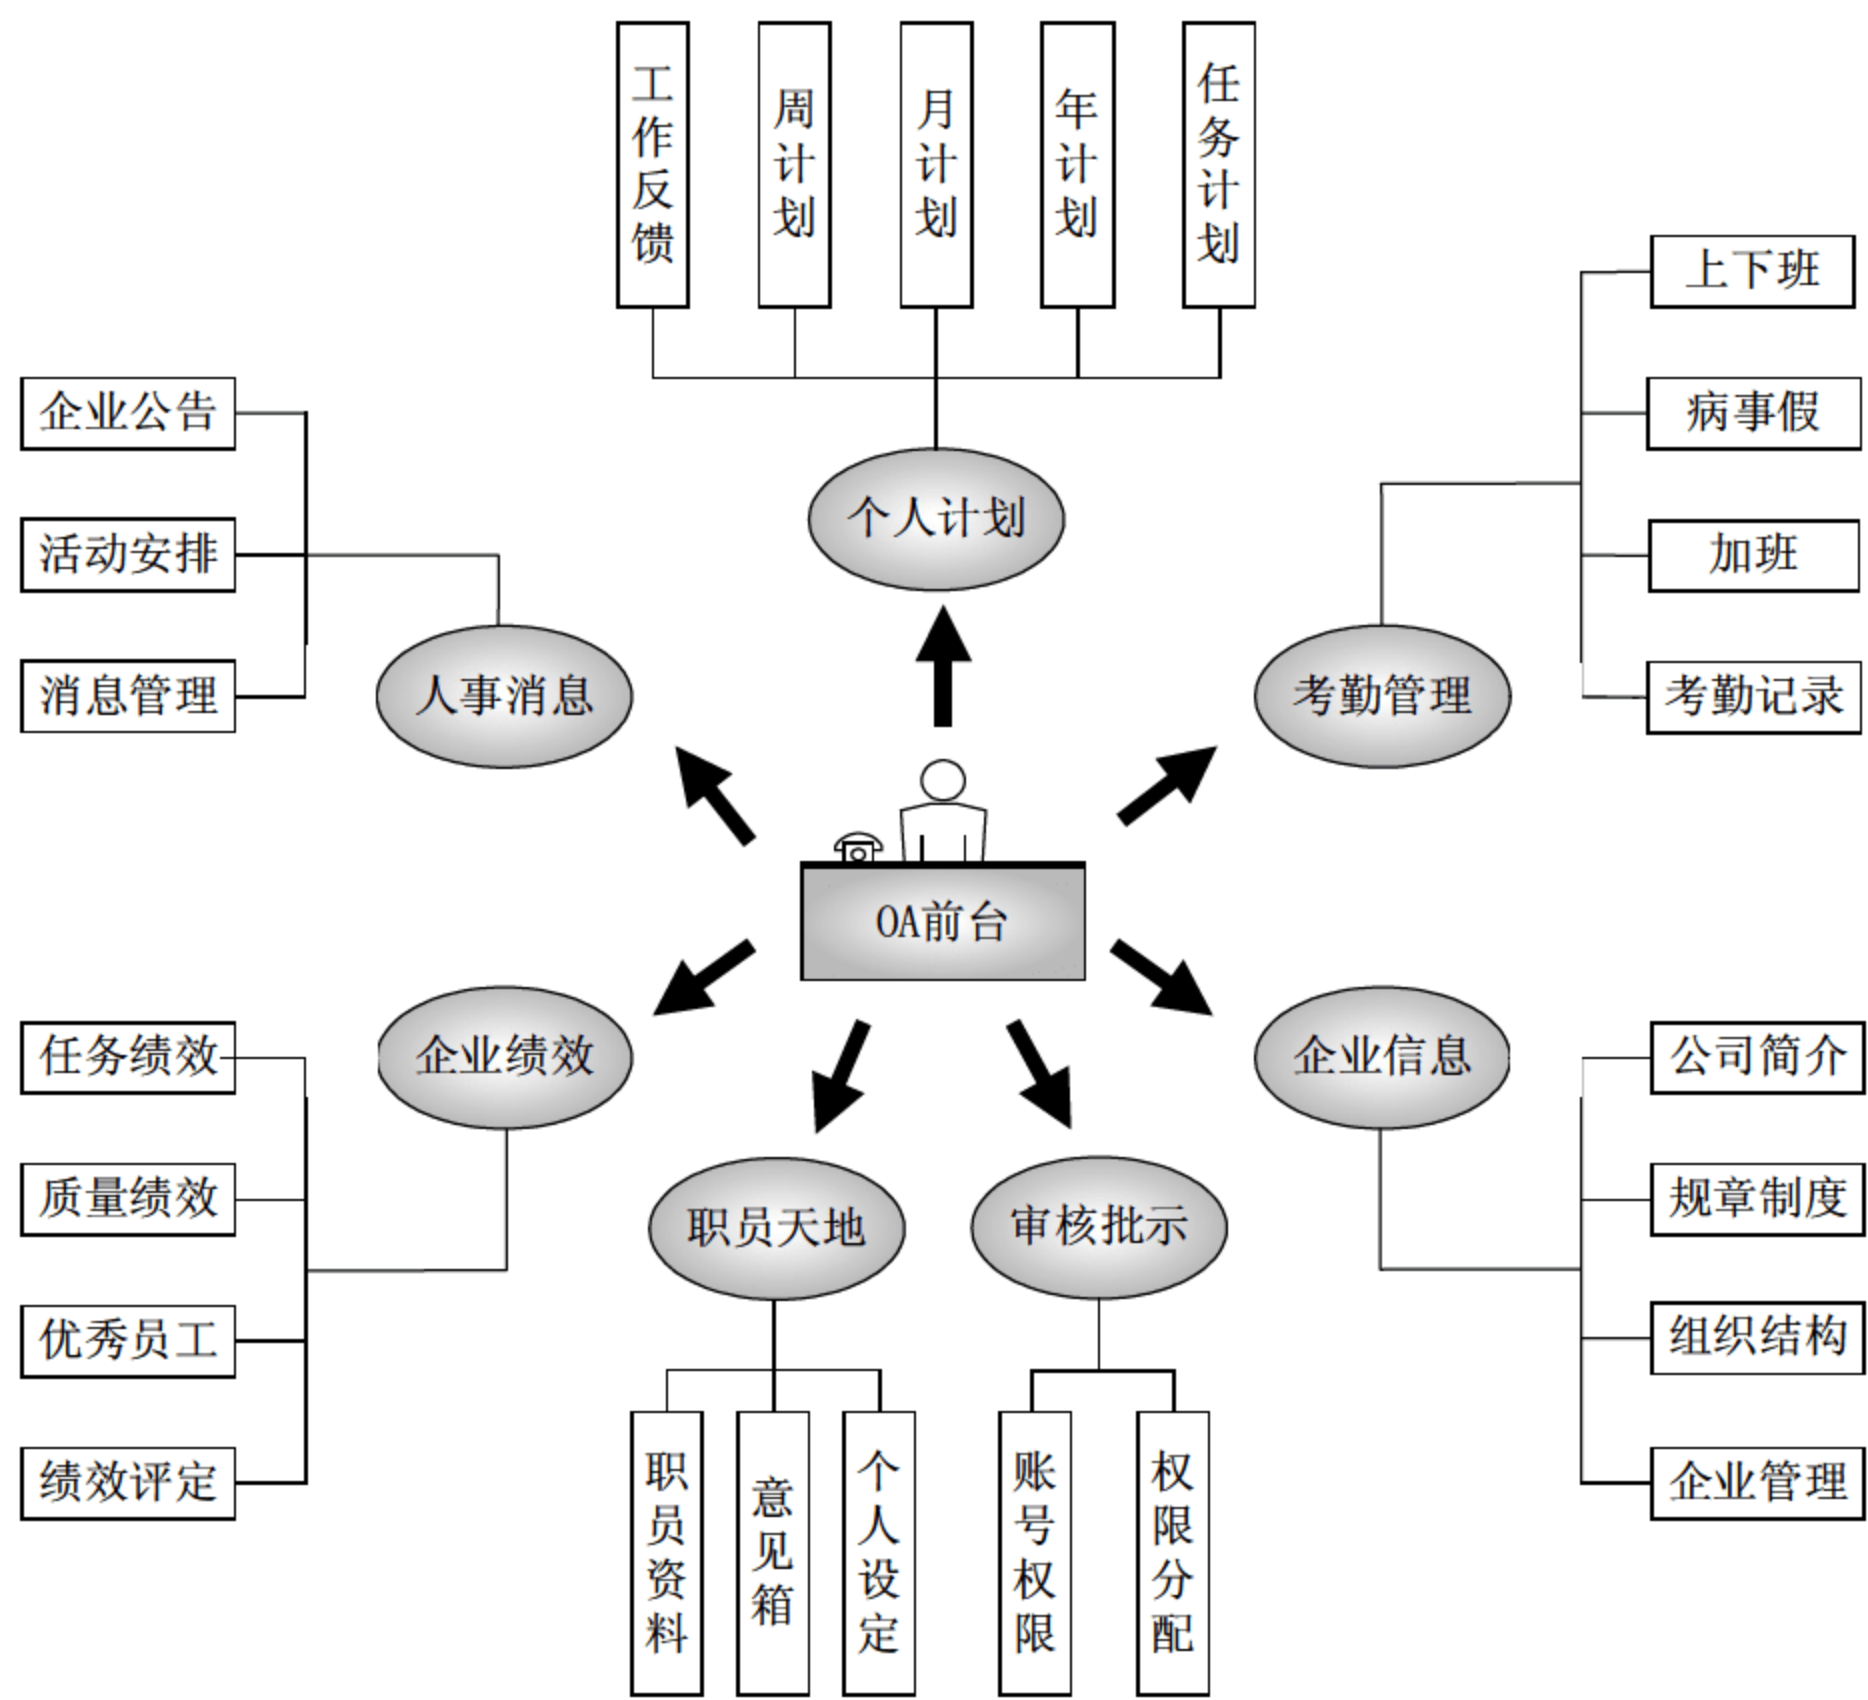 工作反馈
周计划
月计划
年计划
任务计划
上下班
病事假
加班
考勤记录
企业公告
活动安排
消息管理
个人计划
人事消息
考勤管理
OA前台
企业绩效
企业信息
任务绩效
质量绩效
优秀员工
绩效评定
职员天地
审核批示
公司简介
规章制度
组织结构
企业管理
职员资料
意见箱
个人设定
账号权限
权限分配